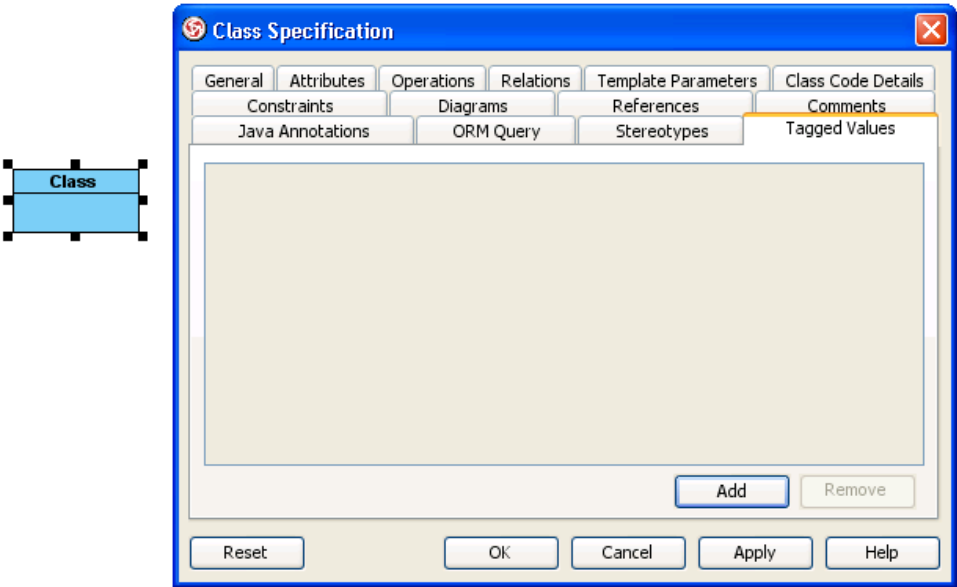 Class Specification
General Attributes Operations Relations Template Parameters Class Code Details
Constraints Diagrams References Comments
Java Annotations ORM Query Stereotypes Tagged Values
Class
Add Remove
Reset OK Cancel Apply Help